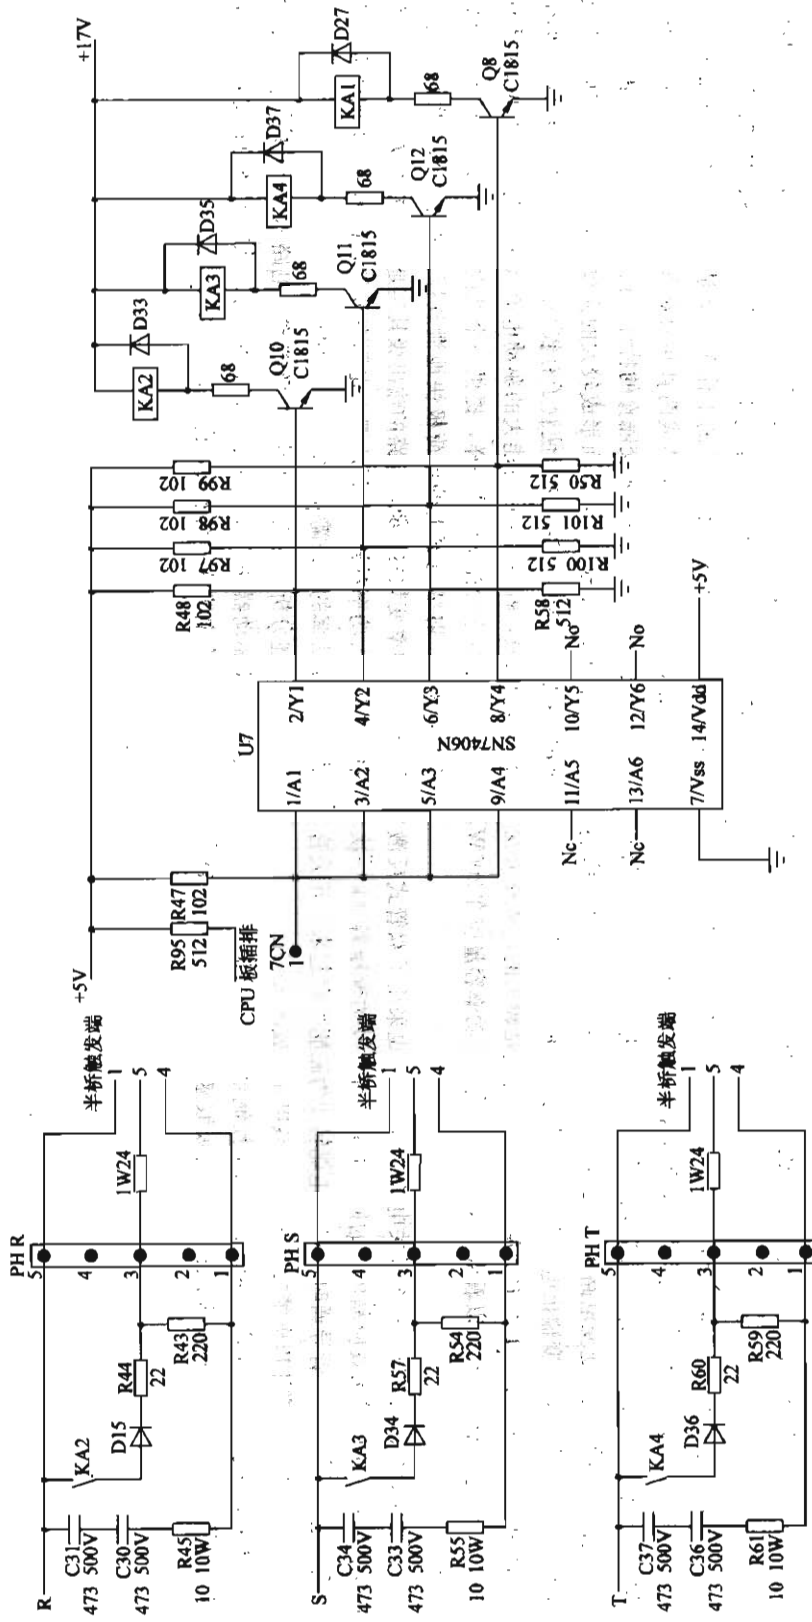 R
C31
473 500V
C30
473 500V
R45
10 10W
KA2
D15
R44
22
R43
220
PH R
5
4
3
2
1
1W24
半桥触发端
1
5
4
S
C34
473 500V
C33
473 500V
R55
10 10W
KA3
D34
R57
22
R54
220
PH S
5
4
3
2
1
1W24
半桥触发端
1
5
4
T
C37
473 500V
C36
473 500V
R61
10 10W
KA4
D36
R60
22
R59
220
PH T
5
4
3
2
1
1W24
半桥触发端
1
5
4
+5V
R95
512
R47
102
CPU 板插排
7CN
1
U7
SN7406N
1/A1
3/A2
5/A3
9/A4
11/A5
13/A6
7/Vss
2/Y1
4/Y2
6/Y3
8/Y4
10/Y5
12/Y6
14/Vdd
Nc
Nc
No
No
+5V
R48
102
R97 102
R98 102
R99 102
R58
512
R100 512
R101 512
R50 512
+17V
KA2
D33
68
Q10
C1815
KA3
D35
68
Q11
C1815
KA4
D37
68
Q12
C1815
KA1
D27
68
Q8
C1815